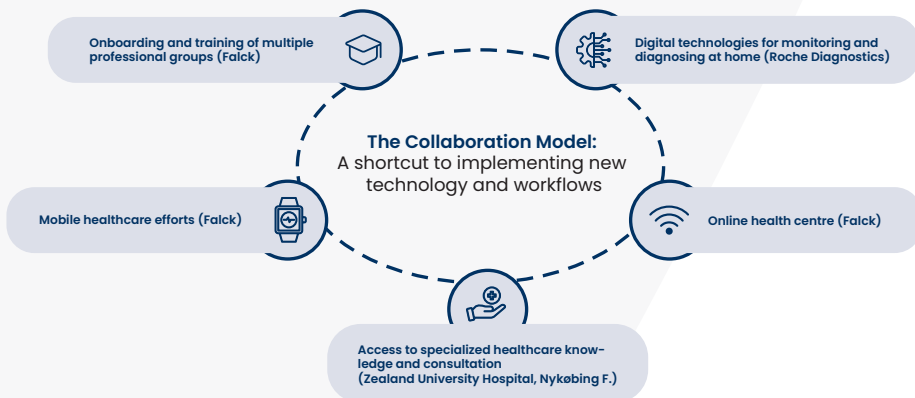 Onboarding and training of multiple
professional groups (Falck)
Digital technologies for monitoring and
diagnosing at home (Roche Diagnostics)
The Collaboration Model:
A shortcut to implementing new
technology and workflows
Mobile healthcare efforts (Falck)
Online health centre (Falck)
Access to specialized healthcare know-
ledge and consultation
(Zealand University Hospital, Nykøbing F.)